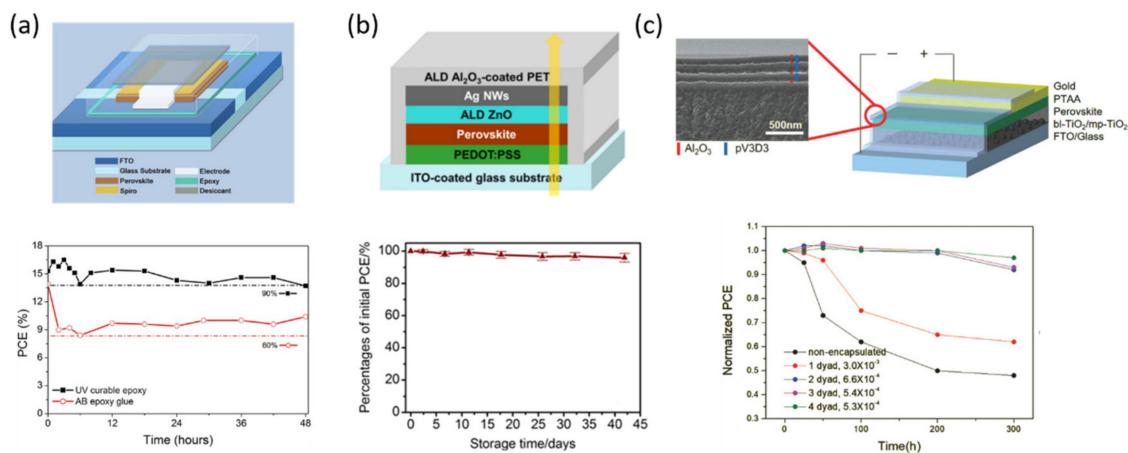 (a)
FTO
Glass Substrate
Perovskite
Spiro
Electrode
Epoxy
Desiccant
18
15
12
9
6
3
0
PCE (%)
90%
60%
UV curable epoxy
AB epoxy glue
0
12
24
36
48
Time (hours)
(b)
ALD Al₂O₃-coated PET
Ag NWs
ALD ZnO
Perovskite
PEDOT:PSS
ITO-coated glass substrate
100
80
60
40
20
0
Percentages of initial PCE/%
0 5 10 15 20 25 30 35 40 45
Storage time/days
(c)
500nm
Al₂O₃ pV3D3
− +
Gold
PTAA
Perovskite
bl-TiO₂/mp-TiO₂
FTO/Glass
1.1
1.0
0.9
0.8
0.7
0.6
0.5
0.4
Normalized PCE
non-encapsulated
1 dyad, 3.0X10⁻³
2 dyad, 6.6X10⁻⁴
3 dyad, 5.4X10⁻⁴
4 dyad, 5.3X10⁻⁴
0 100 200 300
Time(h)